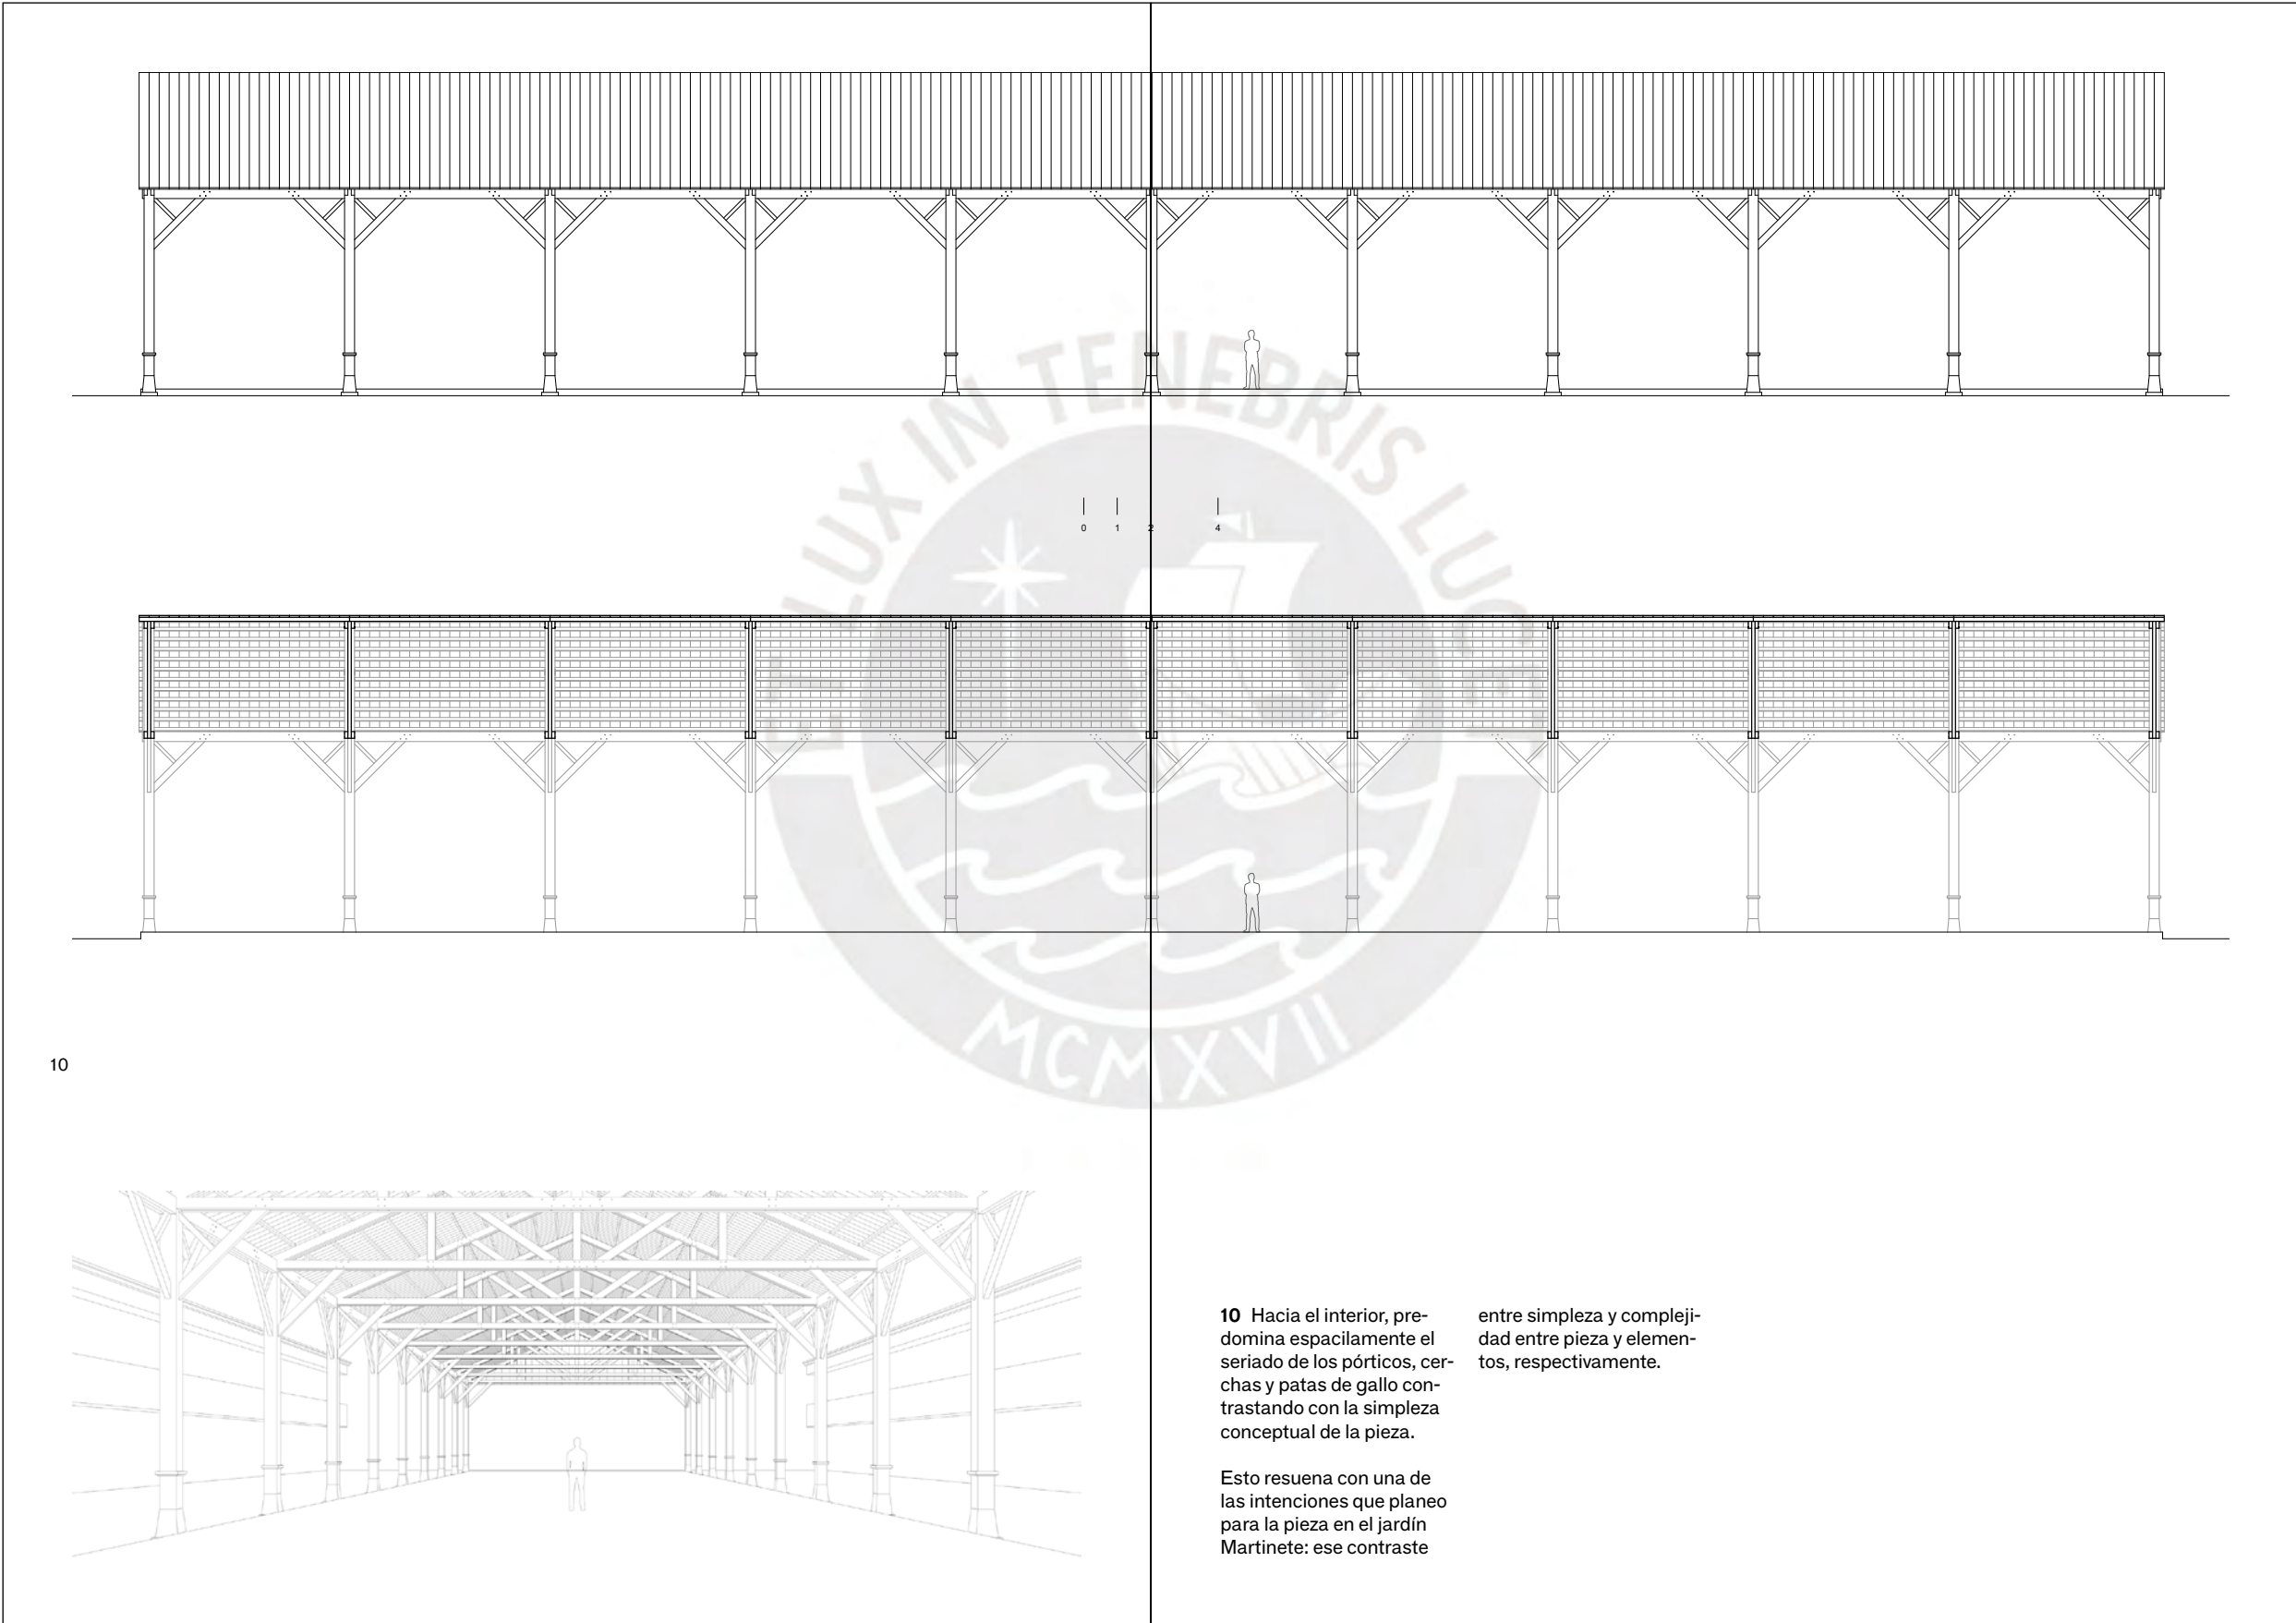 ET LUX IN TENEBRIS LUCET
0 1 2 4
MCMXVII
10
10 Hacia el interior, pre-
domina espacilamente el
seriado de los pórticos, cer-
chas y patas de gallo con-
trastando con la simpleza
conceptual de la pieza.
Esto resuena con una de
las intenciones que planeo
para la pieza en el jardín
Martinete: ese contraste
entre simpleza y compleji-
dad entre pieza y elemen-
tos, respectivamente.